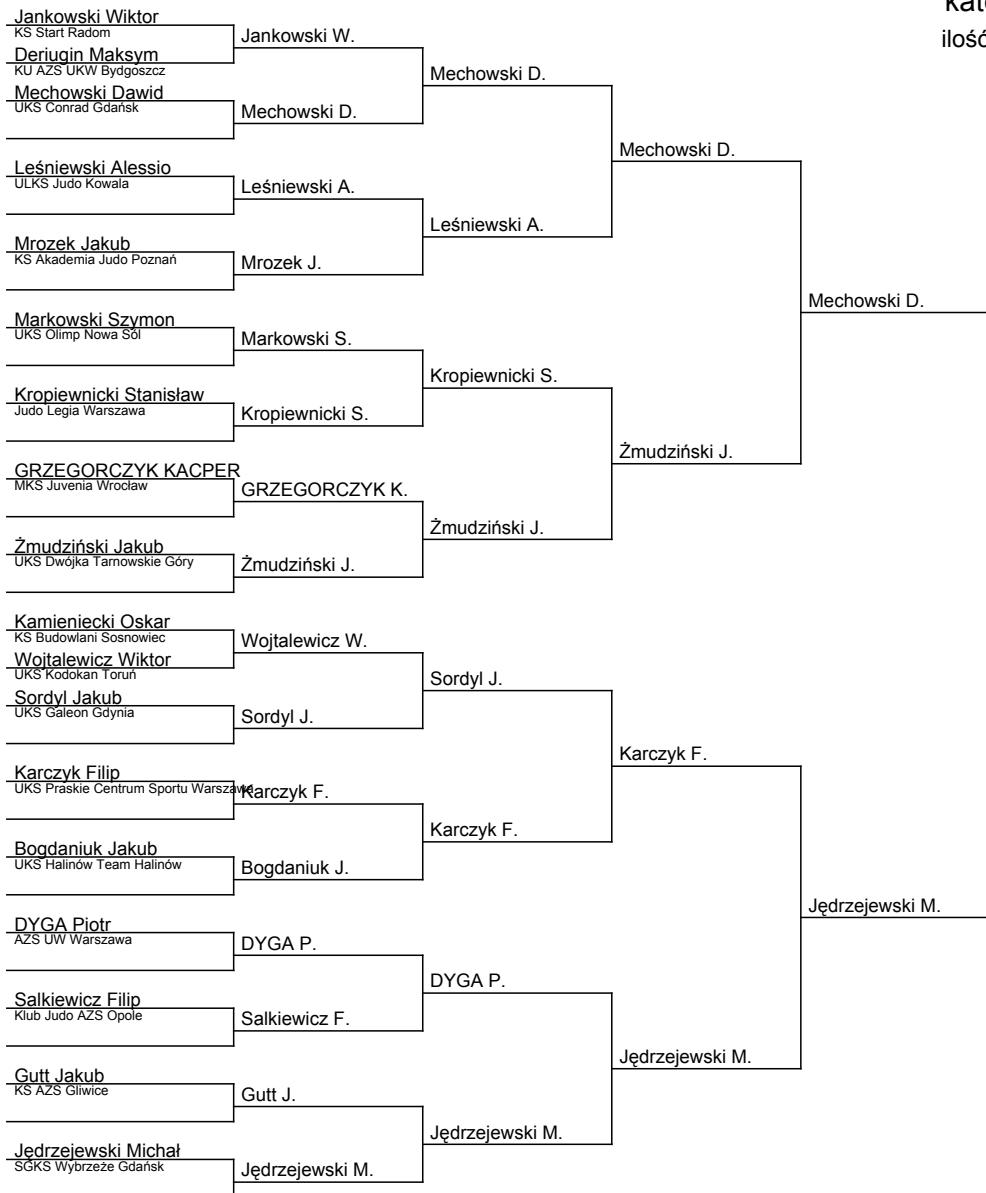 Jankowski Wiktor
KS Start Radom
Deriugin Maksym
KU AZS UKW Bydgoszcz
Mechowski Dawid
UKS Conrad Gdańsk
Leśniewski Alessio
ULKS Judo Kowala
Mrozek Jakub
KS Akademia Judo Poznań
Markowski Szymon
UKS Olimp Nowa Sól
Kropiewnicki Stanisław
Judo Legia Warszawa
GRZEGORCZYK KACPER
MKS Juvenia Wrocław
Żmudziński Jakub
UKS Dwójka Tarnowskie Góry
Kamieniecki Oskar
KS Budowlani Sosnowiec
Wojtalewicz Wiktor
UKS Kodokan Toruń
Sordyl Jakub
UKS Galeon Gdynia
Karczyk Filip
UKS Praskie Centrum Sportu Warszawa
Bogdaniuk Jakub
UKS Halinów Team Halinów
DYGA Piotr
AZS UW Warszawa
Salkiewicz Filip
Klub Judo AZS Opole
Gutt Jakub
KS AZS Gliwice
Jędrzejewski Michał
SGKS Wybrzeże Gdańsk
Jankowski W.
Mechowski D.
Leśniewski A.
Mrozek J.
Markowski S.
Kropiewnicki S.
GRZEGORCZYK K.
Żmudziński J.
Wojtalewicz W.
Sordyl J.
Karczyk F.
Bogdaniuk J.
DYGA P.
Salkiewicz F.
Gutt J.
Jędrzejewski M.
Mechowski D.
Leśniewski A.
Kropiewnicki S.
Żmudziński J.
Sordyl J.
Karczyk F.
DYGA P.
Jędrzejewski M.
Mechowski D.
Żmudziński J.
Karczyk F.
Jędrzejewski M.
Mechowski D.
Jędrzejewski M.
ilość